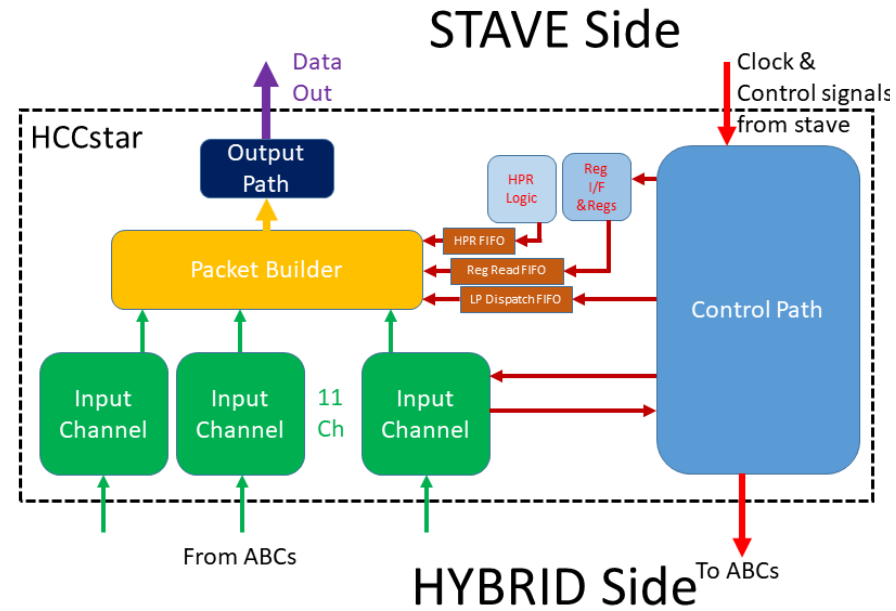 STAVE Side
Data
Out
Clock &
Control signals
from stave
HCCstar
Output
Path
HPR
Logic
Reg
I/F
&Regs
HPR FIFO
Packet Builder
Reg Read FIFO
LP Dispatch FIFO
Control Path
Input
Channel
Input
Channel
11
Ch
Input
Channel
From ABCs
To ABCs
HYBRID Side